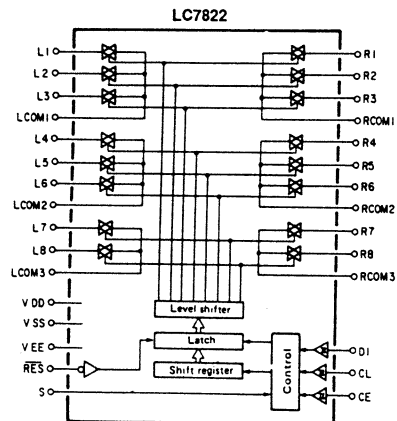 LC7822
L1 R1
L2 R2
L3 R3
LCOM1 RCOM1
L4 R4
L5 R5
L6 R6
LCOM2 RCOM2
L7 R7
L8 R8
LCOM3 RCOM3
VDD
Level shifter
VSS
VEE
Latch
DI
RES
Shift register
Control
CL
S
CE